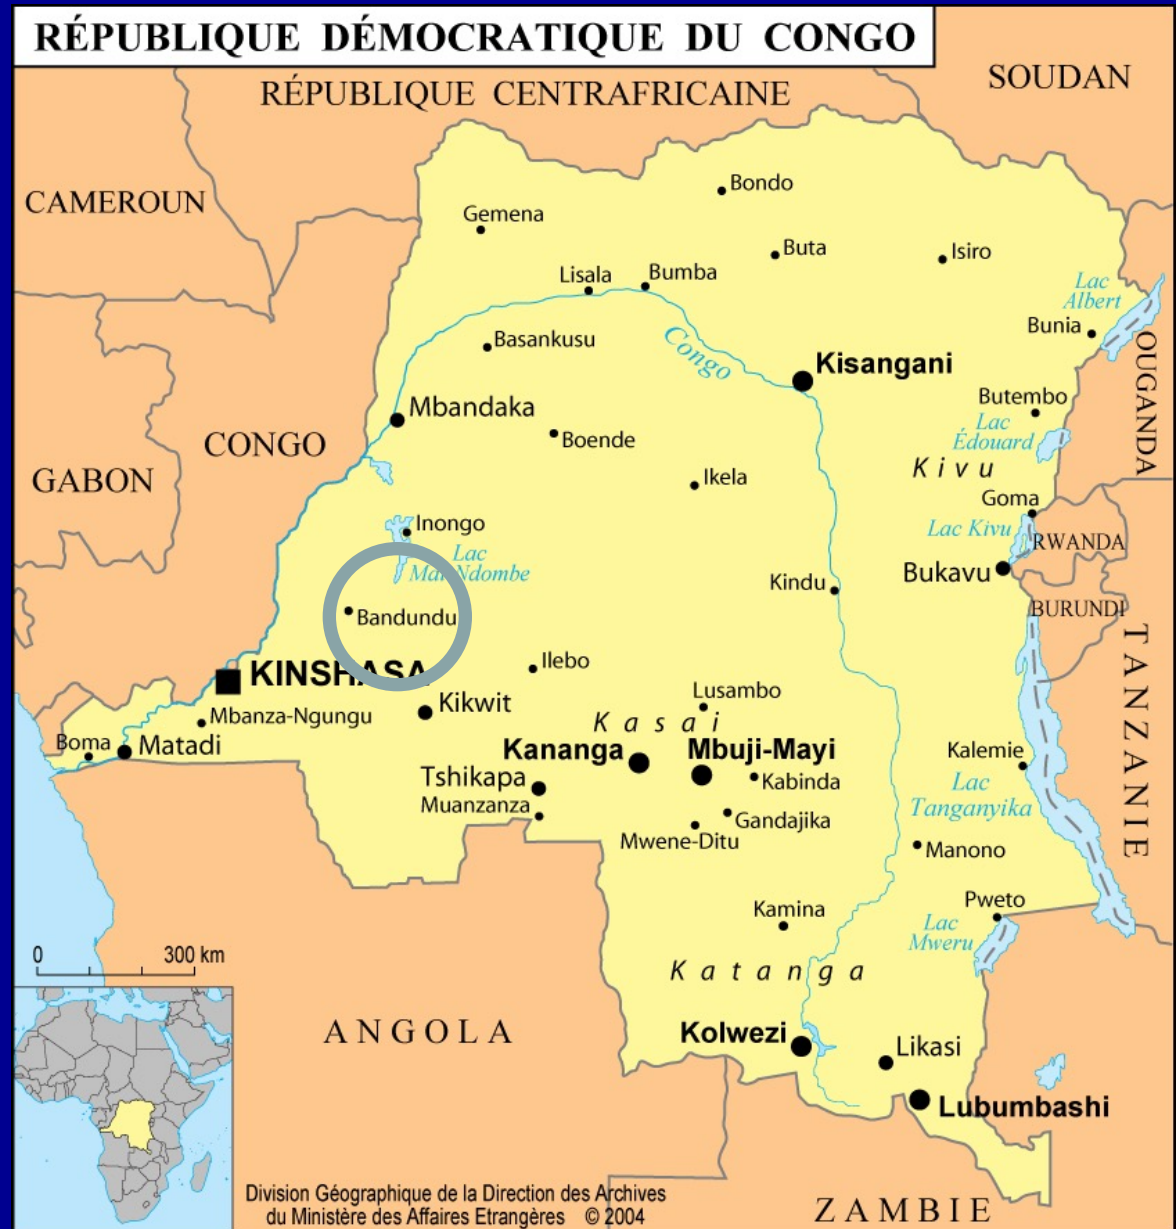 RÉPUBLIQUE DÉMOCRATIQUE DU CONGO
SOUDAN
RÉPUBLIQUE CENTRAFRICAINE
CAMEROUN
Bondo
Gemena
Buta
Isiro
Lisala
Bumba
Lac
Albert
Bunia
Basankusu
Congo
Kisangani
OUGANDA
Mbandaka
Butembo
CONGO
Boende
Lac
Édouard
GABON
Kivu
Ikela
Goma
Inongo
Lac Kivu
RWANDA
Lac
Mai-Ndombe
Bukavu
Kindu
BURUNDI
Bandundu
TANZANIE
KINSHASA
Ilebo
Lusambo
Kikwit
Mbanza-Ngungu
Kasai
Boma
Matadi
Kananga
Mbuji-Mayi
Kalemie
Tshikapa
Kabinda
Lac
Tanganyika
Muanzanza
Gandajika
Mwene-Ditu
Manono
Pweto
Kamina
Lac
Mweru
0 300 km
Katanga
ANGOLA
Kolwezi
Likasi
Lubumbashi
Division Géographique de la Direction des Archives
du Ministère des Affaires Etrangères © 2004
ZAMBIE